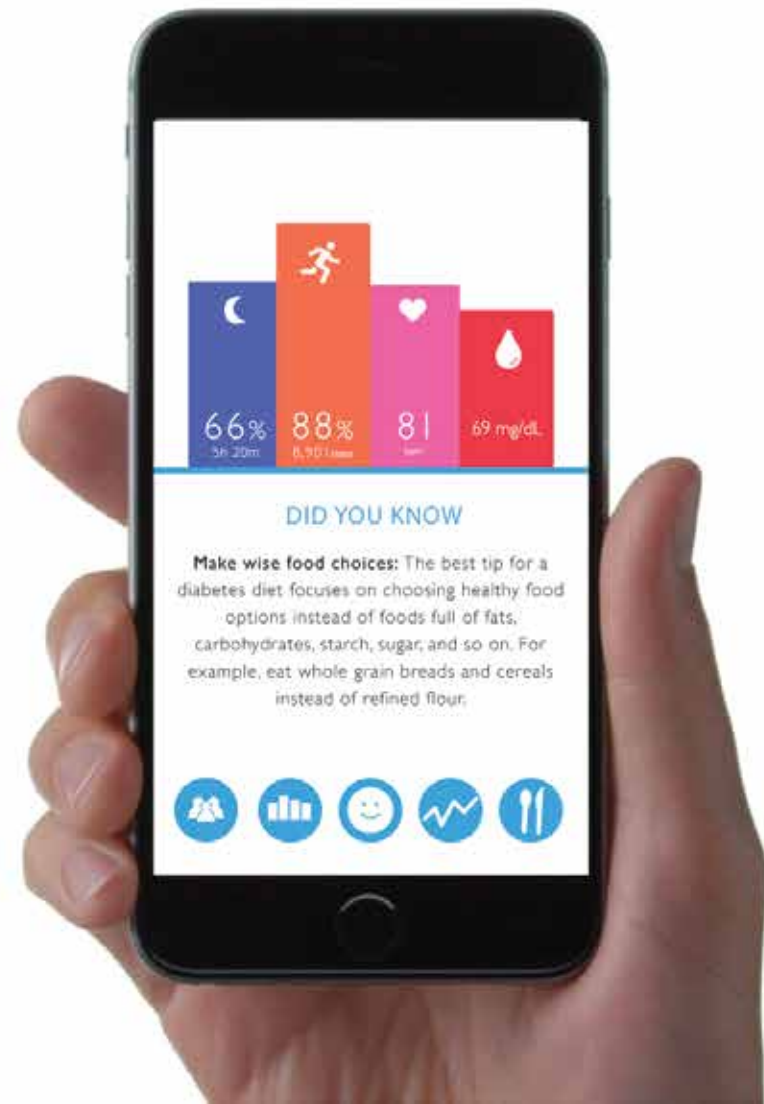 66%
5h 20m
88%
8,901
81
69 mg/dL
DID YOU KNOW
Make wise food choices: The best tip for a
diabetes diet focuses on choosing healthy food
options instead of foods full of fats,
carbohydrates, starch, sugar, and so on. For
example, eat whole grain breads and cereals
instead of refined flour.